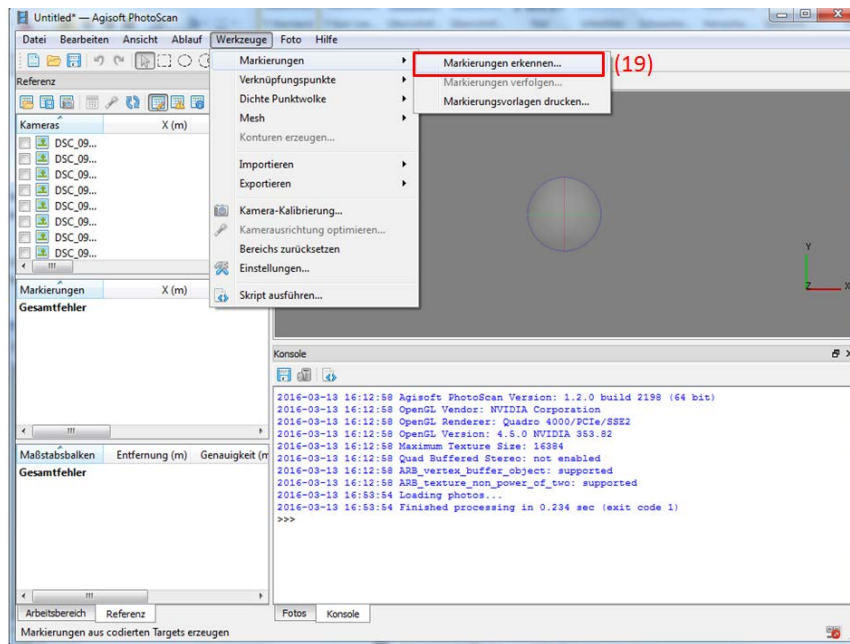 Untitled* — Agisoft PhotoScan
Datei Bearbeiten Ansicht Ablauf Werkzeuge Foto Hilfe
Markierungen
Verknüpfungspunkte
Dichte Punktwolke
Mesh
Konturen erzeugen...
Importieren
Exportieren
Kamera-Kalibrierung...
Kamerausrichtung optimieren...
Bereichs zurücksetzen
Einstellungen...
Skript ausführen...
Markierungen erkennen... (19)
Markierungen verfolgen...
Markierungsvorlagen drucken...
Referenz
Kameras X (m)
DSC_09...
DSC_09...
DSC_09...
DSC_09...
DSC_09...
DSC_09...
DSC_09...
DSC_09...
Markierungen X (m)
Gesamtfehler
Maßstabsbalken Entfernung (m) Genauigkeit (m
Gesamtfehler
Y
Z X
Konsole
2016-03-13 16:12:58 Agisoft PhotoScan Version: 1.2.0 build 2198 (64 bit)
2016-03-13 16:12:58 OpenGL Vendor: NVIDIA Corporation
2016-03-13 16:12:58 OpenGL Renderer: Quadro 4000/PCIe/SSE2
2016-03-13 16:12:58 OpenGL Version: 4.5.0 NVIDIA 353.82
2016-03-13 16:12:58 Maximum Texture Size: 16384
2016-03-13 16:12:58 Quad Buffered Stereo: not enabled
2016-03-13 16:12:58 ARB_vertex_buffer_object: supported
2016-03-13 16:12:58 ARB_texture_non_power_of_two: supported
2016-03-13 16:53:54 Loading photos...
2016-03-13 16:53:54 Finished processing in 0.234 sec (exit code 1)
>>>
Arbeitsbereich Referenz
Fotos Konsole
Markierungen aus codierten Targets erzeugen